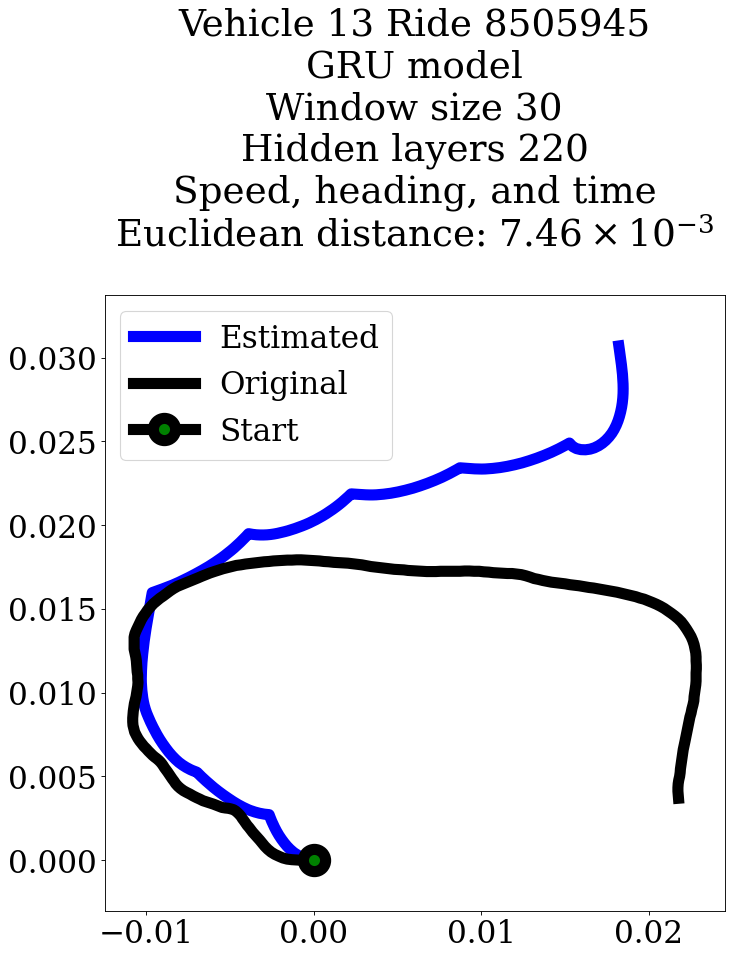 Vehicle 13 Ride 8505945
GRU model
Window size 30
Hidden layers 220
Speed, heading, and time
Euclidean distance: $7.46 \times 10^{-3}$
Estimated
Original
Start
0.030
0.025
0.020
0.015
0.010
0.005
0.000
−0.01 0.00 0.01 0.02